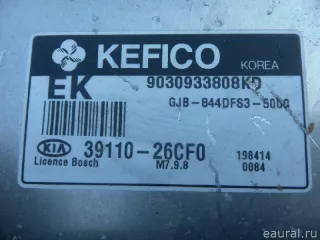 KEFICO KOREA
EK 9030933808KD
GJB-B44DFS3-5000
KIA 39110-26CF0 198414
Licence Bosch M7.9.8 0084
© eaural.ru